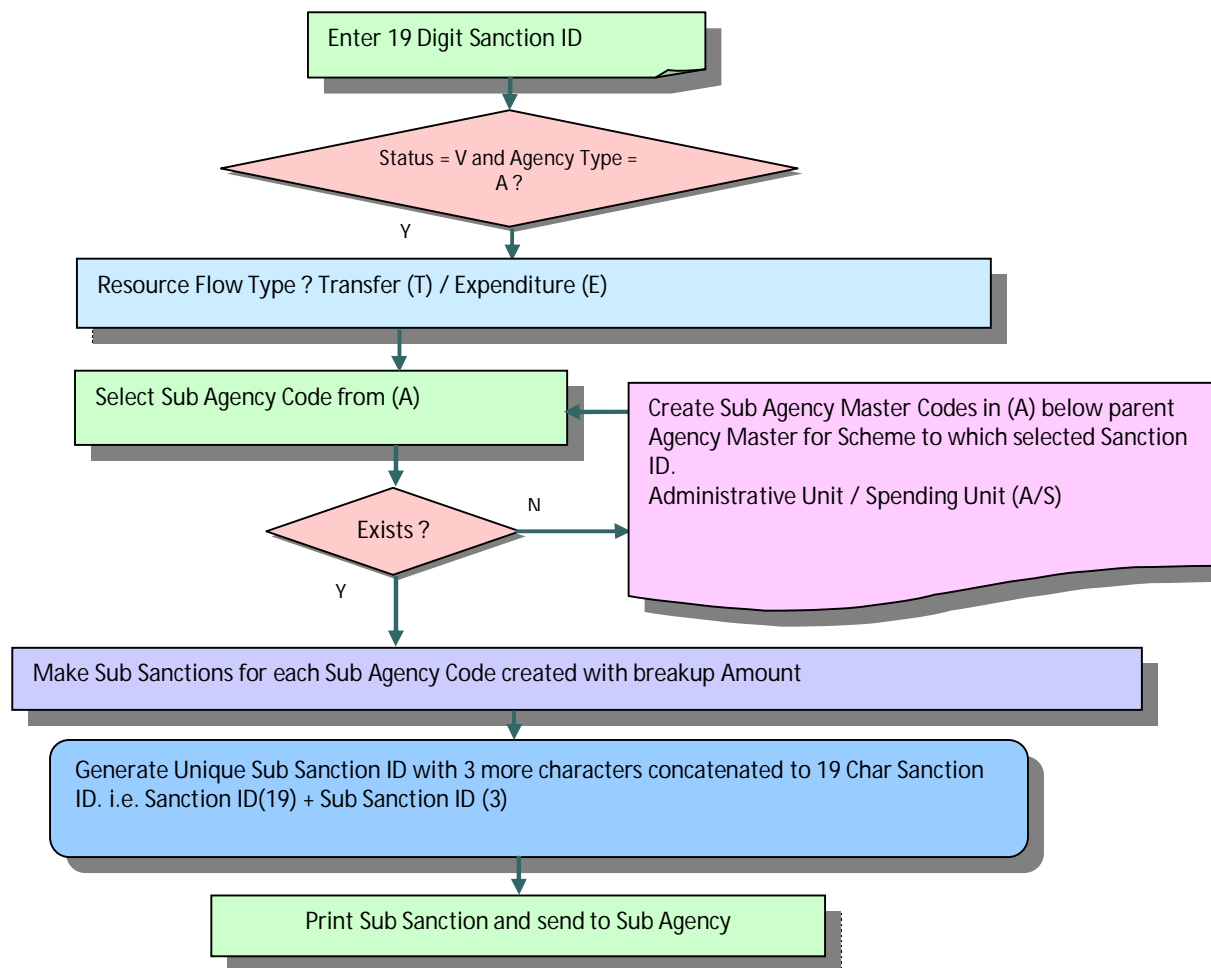 Enter 19 Digit Sanction ID
Status = V and Agency Type =
A ?
Y
Resource Flow Type ? Transfer (T) / Expenditure (E)
Select Sub Agency Code from (A)
Create Sub Agency Master Codes in (A) below parent
Agency Master for Scheme to which selected Sanction
ID.
Administrative Unit / Spending Unit (A/S)
N
Exists ?
Y
Make Sub Sanctions for each Sub Agency Code created with breakup Amount
Generate Unique Sub Sanction ID with 3 more characters concatenated to 19 Char Sanction
ID. i.e. Sanction ID(19) + Sub Sanction ID (3)
Print Sub Sanction and send to Sub Agency